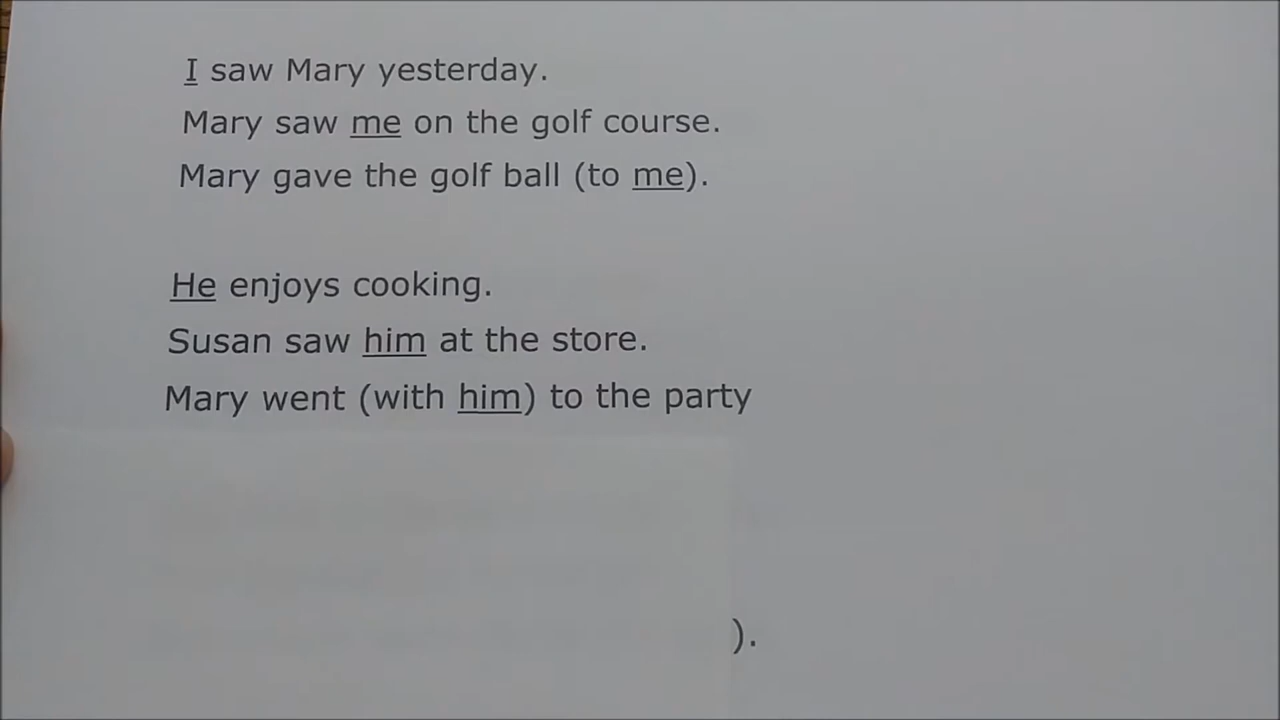 I saw Mary yesterday.
Mary saw me on the golf course.
Mary gave the golf ball (to me).
He enjoys cooking.
Susan saw him at the store.
Mary went (with him) to the party
).